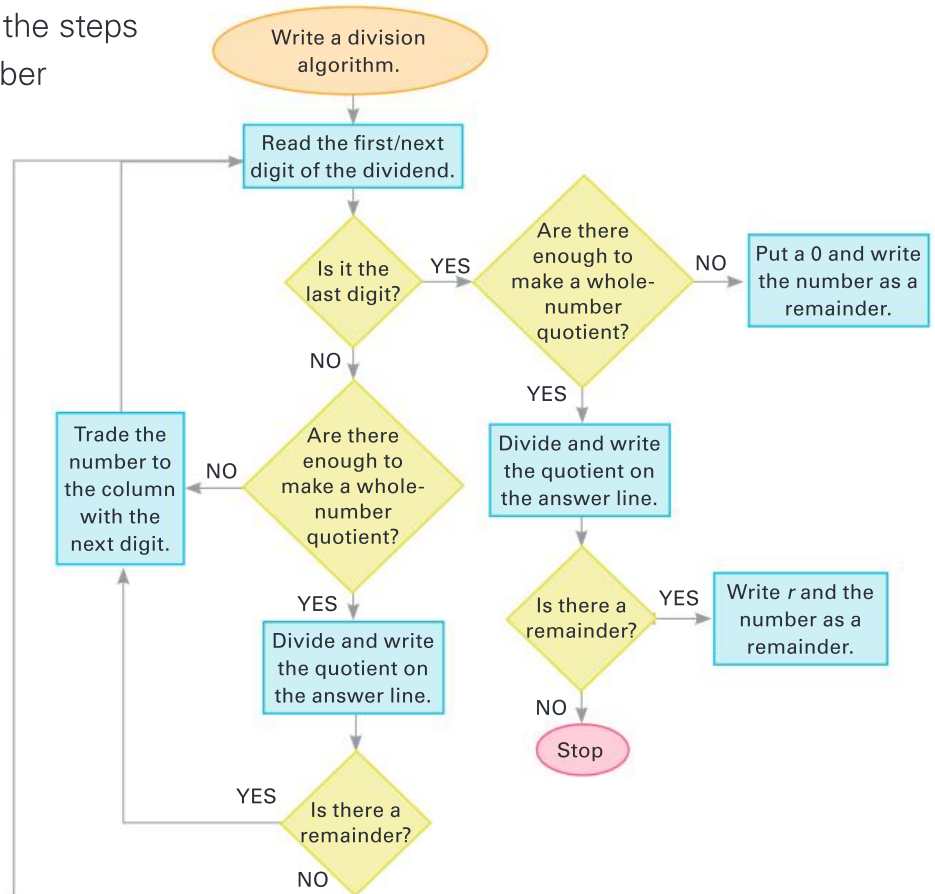 the steps
ber
Write a division
algorithm.
Read the first/next
digit of the dividend.
Is it the
last digit?
YES
Are there
enough to
make a whole-
number
quotient?
NO
Put a 0 and write
the number as a
remainder.
NO
YES
Trade the
number to
the column
with the
next digit.
NO
Are there
enough to
make a whole-
number
quotient?
Divide and write
the quotient on
the answer line.
YES
Divide and write
the quotient on
the answer line.
Is there a
remainder?
YES
Write r and the
number as a
remainder.
NO
Stop
YES
Is there a
remainder?
NO